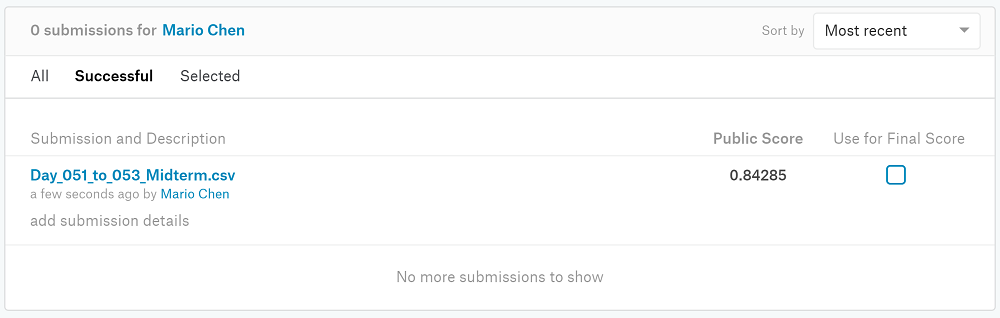 0 submissions for Mario Chen Sort by Most recent
All Successful Selected
Submission and Description Public Score Use for Final Score
Day_051_to_053_Midterm.csv 0.84285
a few seconds ago by Mario Chen
add submission details
No more submissions to show